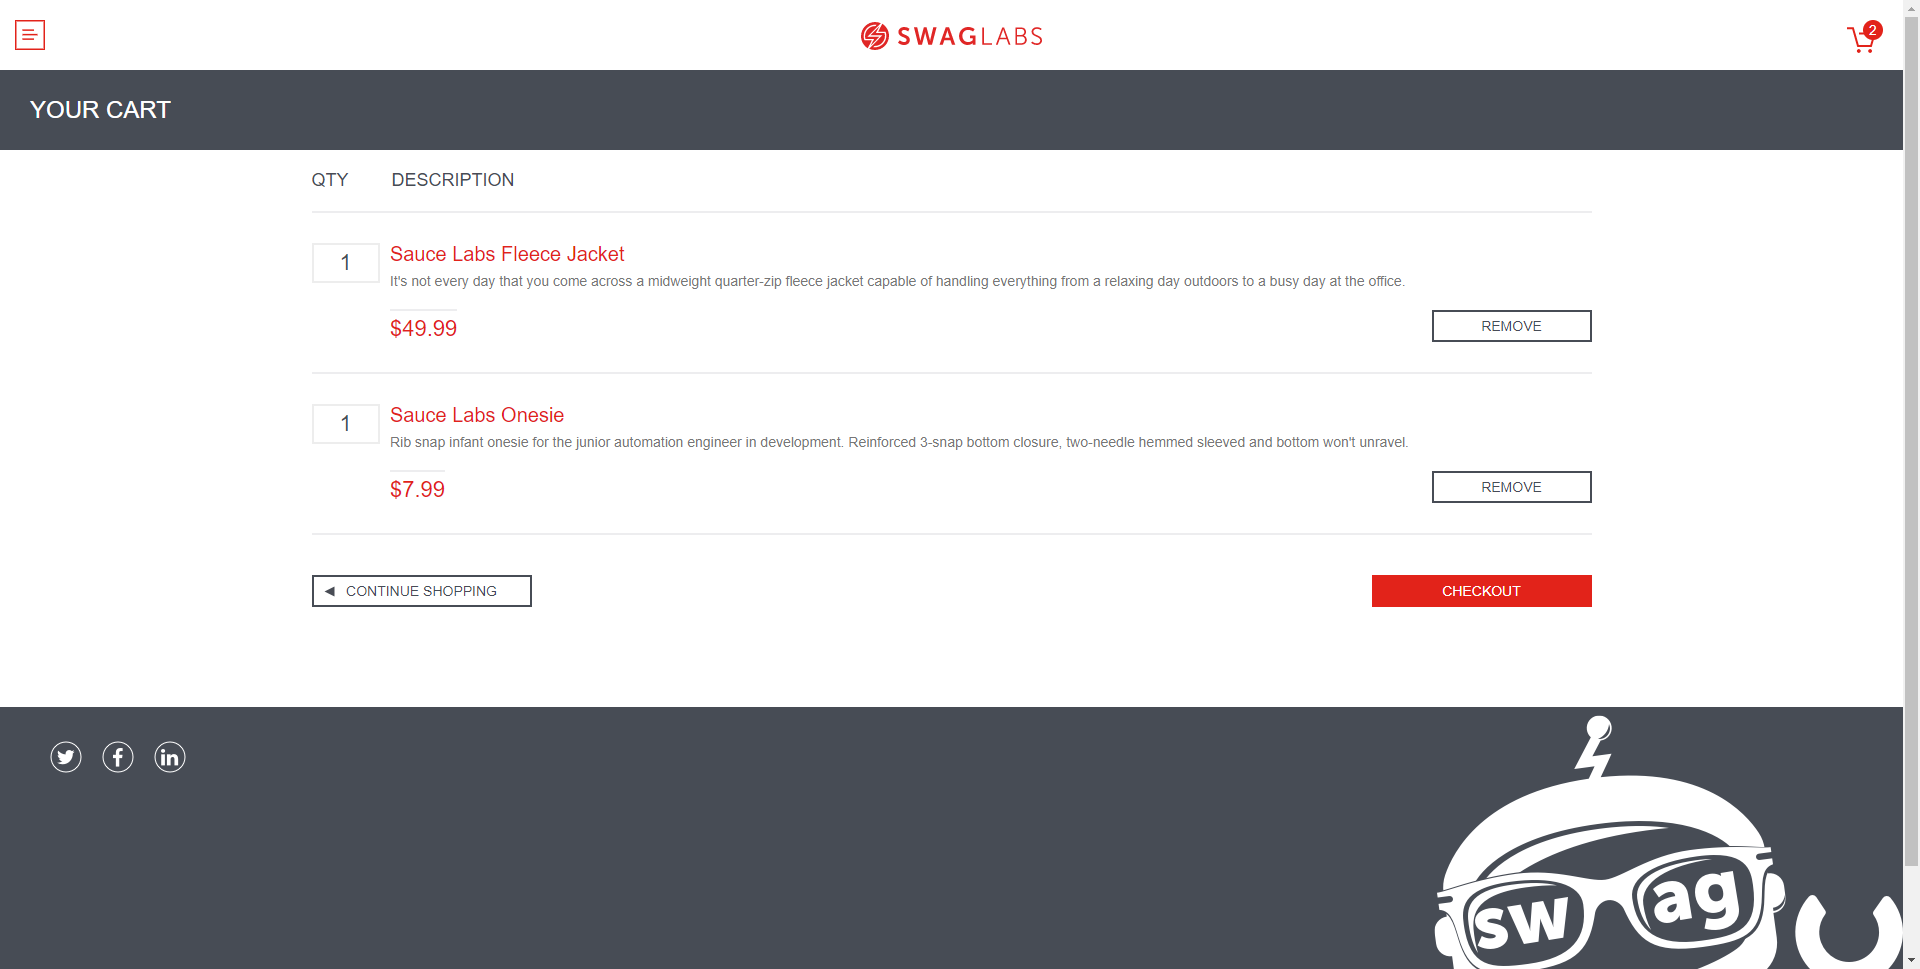 SWAGLABS
2
YOUR CART
QTY DESCRIPTION
1 Sauce Labs Fleece Jacket
It's not every day that you come across a midweight quarter-zip fleece jacket capable of handling everything from a relaxing day outdoors to a busy day at the office.
$49.99 REMOVE
1 Sauce Labs Onesie
Rib snap infant onesie for the junior automation engineer in development. Reinforced 3-snap bottom closure, two-needle hemmed sleeved and bottom won't unravel.
$7.99 REMOVE
CONTINUE SHOPPING CHECKOUT
swag